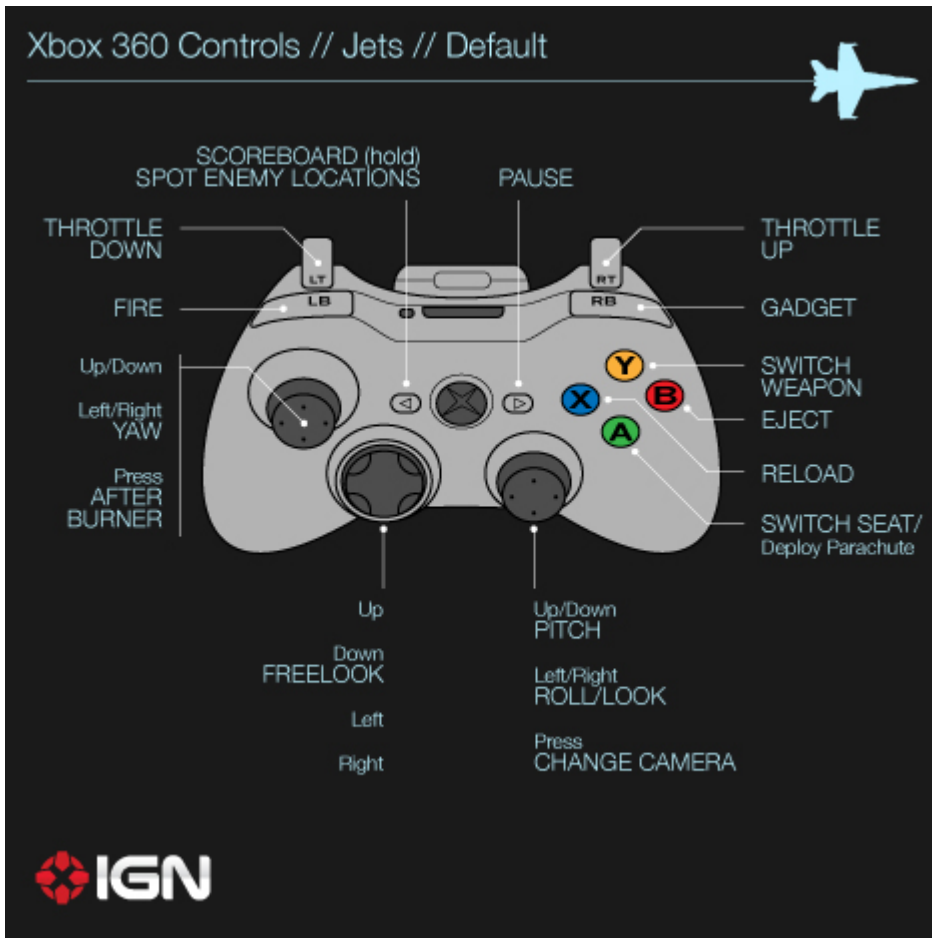 Xbox 360 Controls // Jets // Default
SCOREBOARD (hold)
SPOT ENEMY LOCATIONS
PAUSE
THROTTLE
DOWN
THROTTLE
UP
LT
RT
LB
RB
FIRE
GADGET
Up/Down
Left/Right
YAW
Press
AFTER
BURNER
Y
X
B
A
SWITCH
WEAPON
EJECT
RELOAD
SWITCH SEAT/
Deploy Parachute
Up
Down
FREELOOK
Left
Right
Up/Down
PITCH
Left/Right
ROLL/LOOK
Press
CHANGE CAMERA
IGN